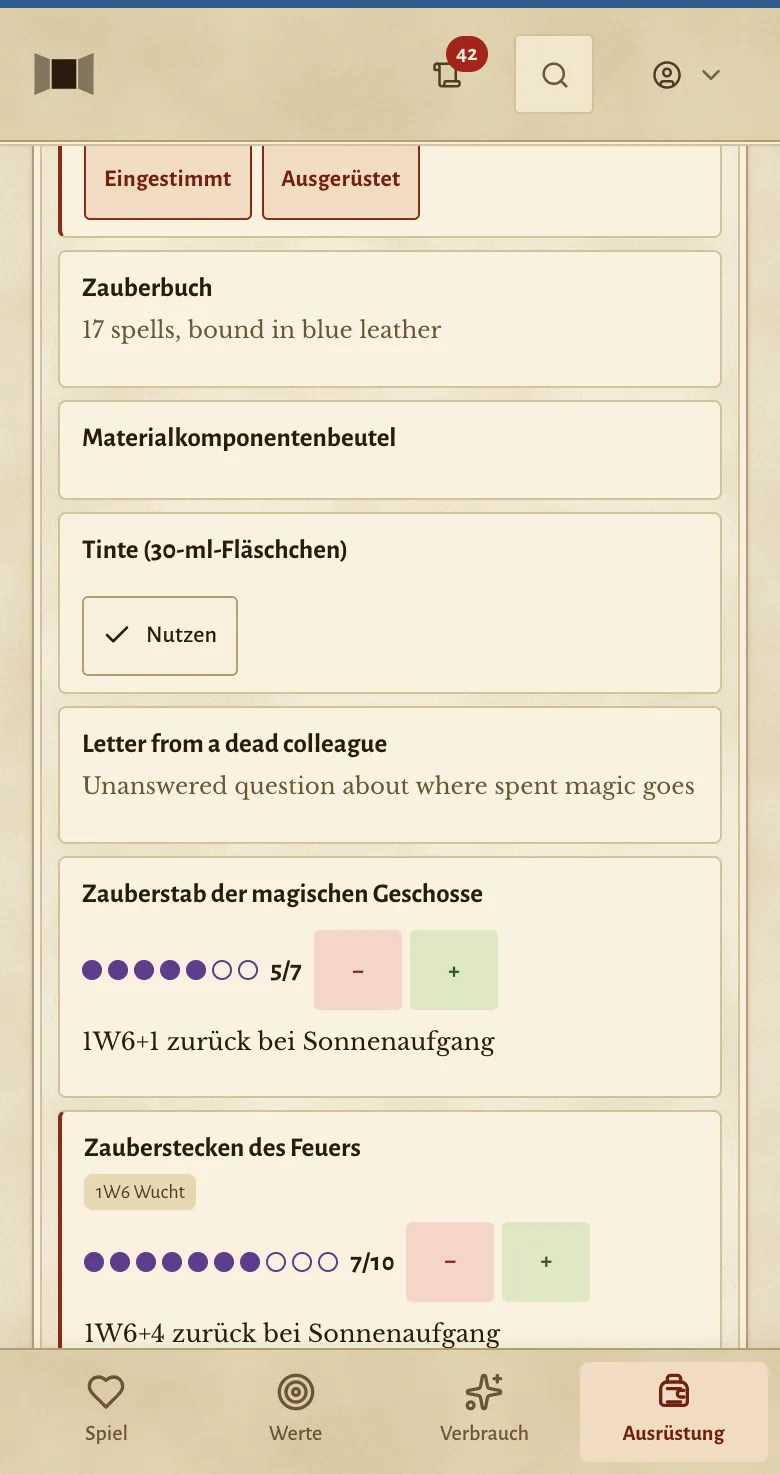 42
Eingestimmt
Ausgerüstet
Zauberbuch
17 spells, bound in blue leather
Materialkomponentenbeutel
Tinte (30-ml-Fläschchen)
Nutzen
Letter from a dead colleague
Unanswered question about where spent magic goes
Zauberstab der magischen Geschosse
5/7 − +
1W6+1 zurück bei Sonnenaufgang
Zauberstecken des Feuers
1W6 Wucht
7/10 − +
1W6+4 zurück bei Sonnenaufgang
Spiel
Werte
Verbrauch
Ausrüstung